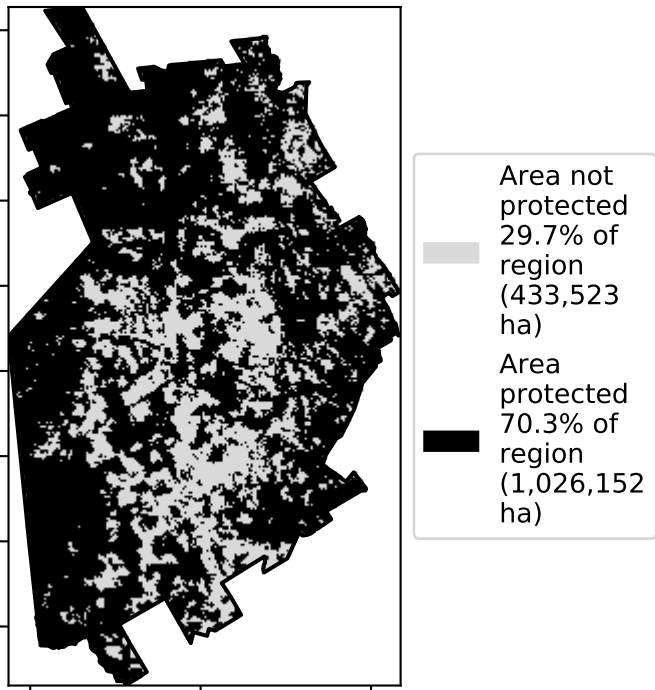 Area not
protected
29.7% of
region
(433,523
ha)
Area
protected
70.3% of
region
(1,026,152
ha)